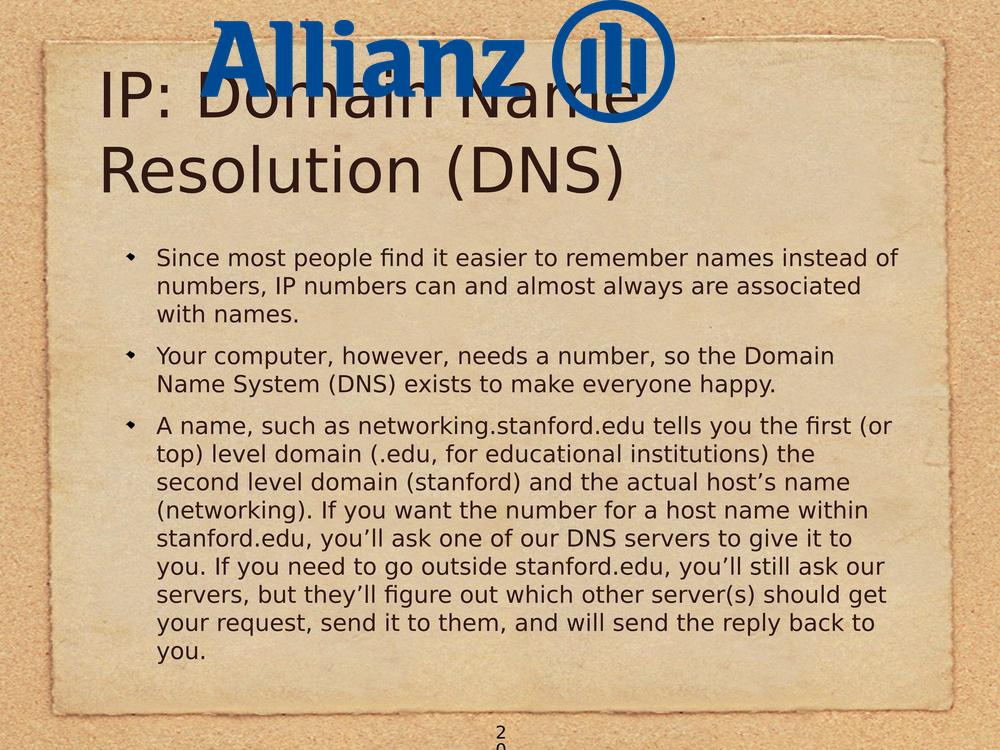 Allianz
IP: Domain Name
Resolution (DNS)
Since most people find it easier to remember names instead of
numbers, IP numbers can and almost always are associated
with names.
Your computer, however, needs a number, so the Domain
Name System (DNS) exists to make everyone happy.
A name, such as networking.stanford.edu tells you the first (or
top) level domain (.edu, for educational institutions) the
second level domain (stanford) and the actual host’s name
(networking). If you want the number for a host name within
stanford.edu, you’ll ask one of our DNS servers to give it to
you. If you need to go outside stanford.edu, you’ll still ask our
servers, but they’ll figure out which other server(s) should get
your request, send it to them, and will send the reply back to
you.
2
0